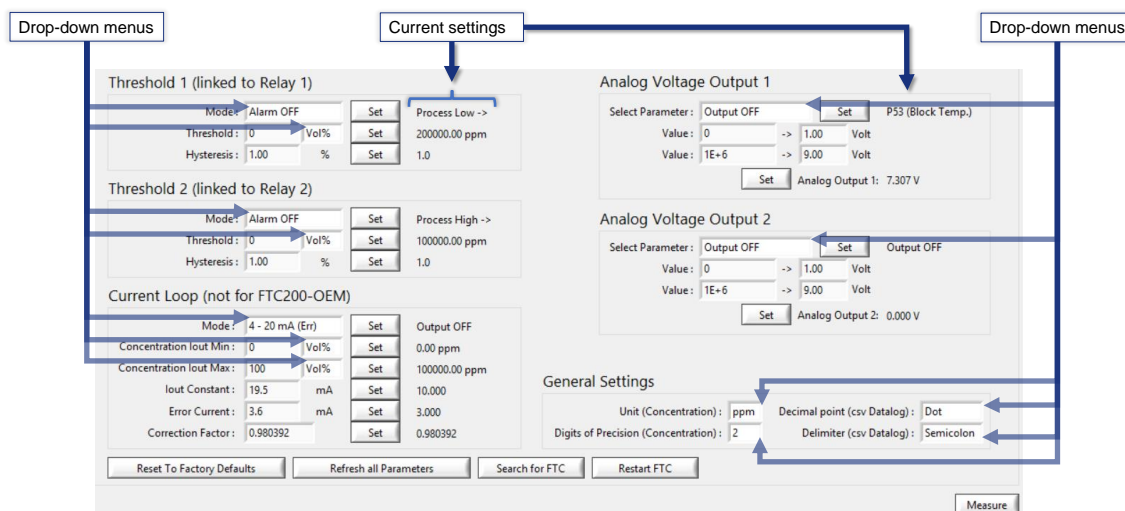 Drop-down menus
Current settings
Drop-down menus
Threshold 1 (linked to Relay 1)
Mode: Alarm OFF Set Process Low ->
Threshold : 0 Vol% Set 200000.00 ppm
Hysteresis : 1.00 % Set 1.0
Threshold 2 (linked to Relay 2)
Mode: Alarm OFF Set Process High ->
Threshold : 0 Vol% Set 100000.00 ppm
Hysteresis : 1.00 % Set 1.0
Current Loop (not for FTC200-OEM)
Mode : 4 - 20 mA (Err) Set Output OFF
Concentration Iout Min : 0 Vol% Set 0.00 ppm
Concentration Iout Max : 100 Vol% Set 100000.00 ppm
Iout Constant : 19.5 mA Set 10.000
Error Current : 3.6 mA Set 3.000
Correction Factor : 0.980392 Set 0.980392
Analog Voltage Output 1
Select Parameter : Output OFF Set P53 (Block Temp.)
Value : 0 -> 1.00 Volt
Value : 1E+6 -> 9.00 Volt
Set Analog Output 1: 7.307 V
Analog Voltage Output 2
Select Parameter : Output OFF Set Output OFF
Value : 0 -> 1.00 Volt
Value : 1E+6 -> 9.00 Volt
Set Analog Output 2: 0.000 V
General Settings
Unit (Concentration) : ppm Decimal point (csv Datalog) : Dot
Digits of Precision (Concentration) : 2 Delimiter (csv Datalog) : Semicolon
Reset To Factory Defaults Refresh all Parameters Search for FTC Restart FTC
Measure